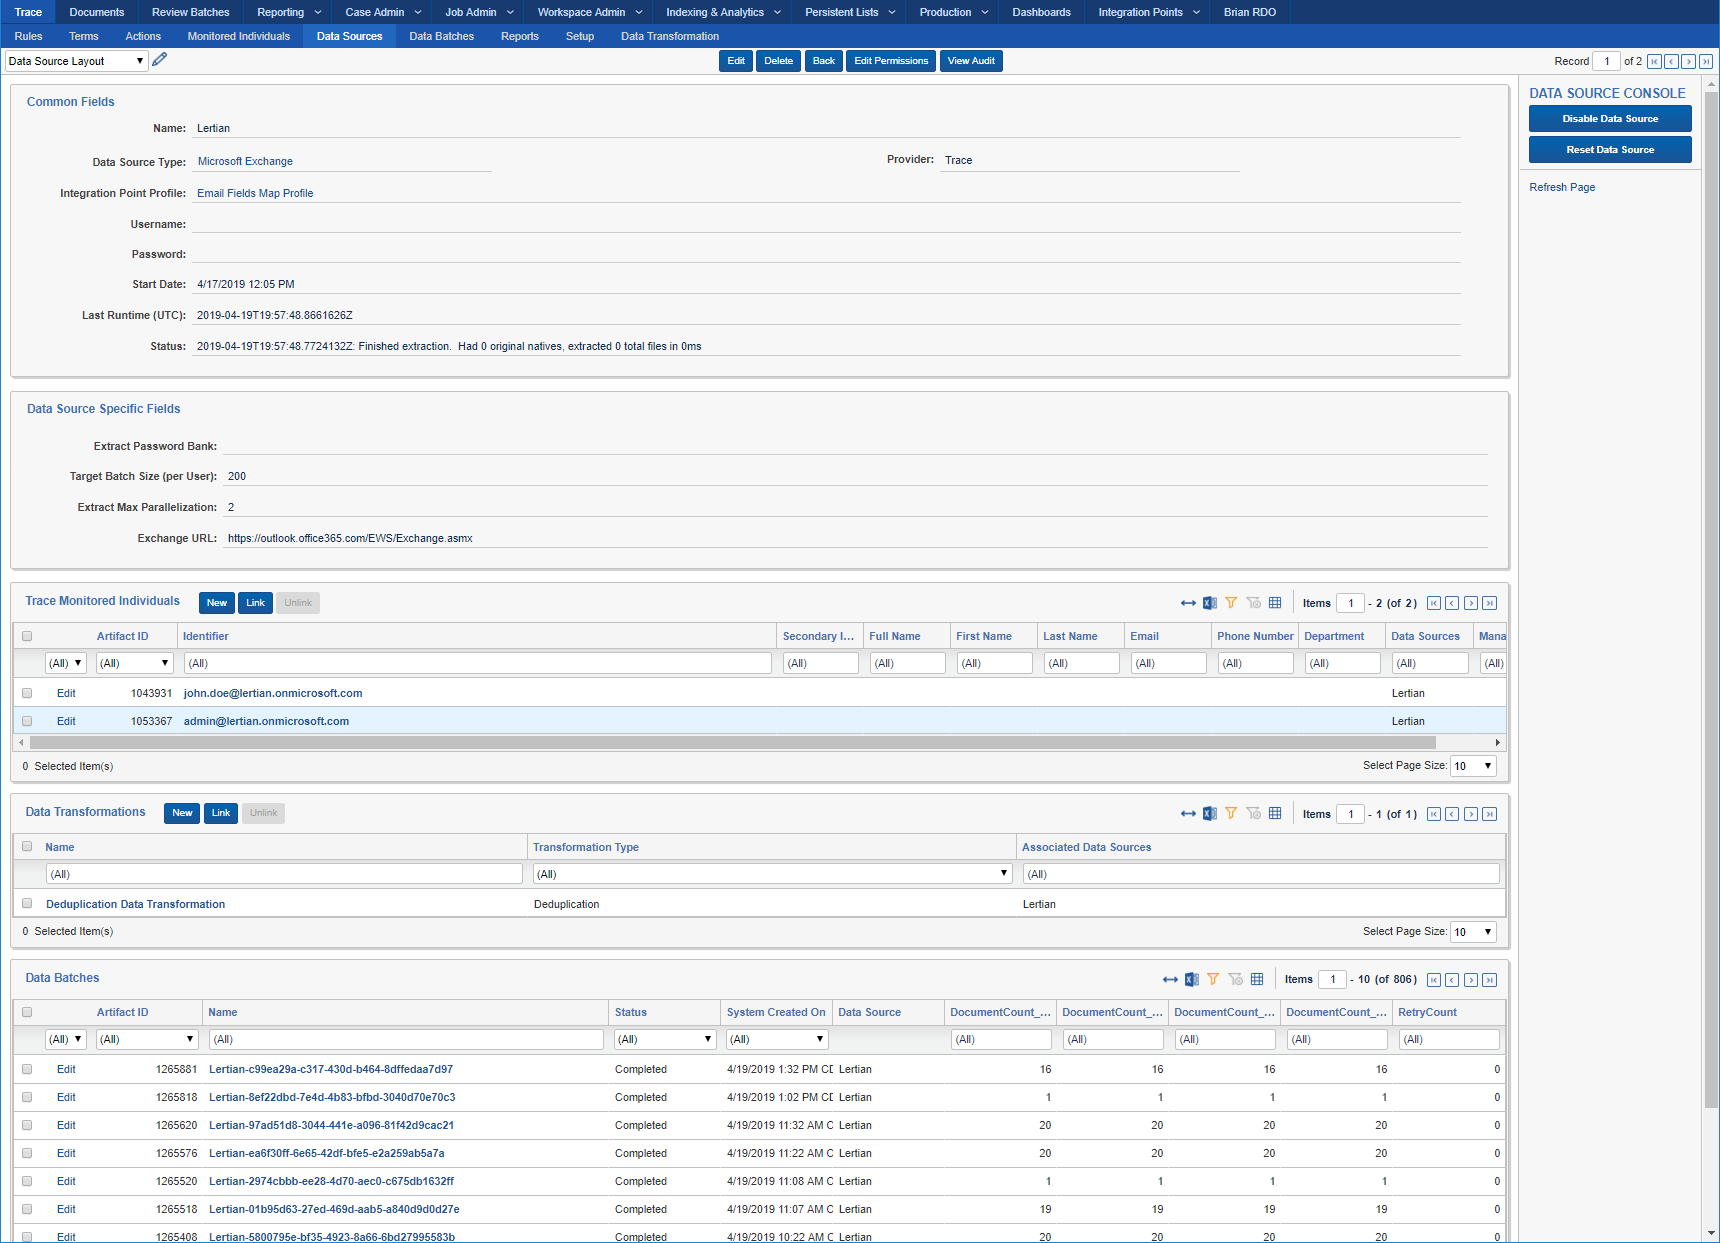 Trace Documents Review Batches Reporting Case Admin Job Admin Workspace Admin Indexing & Analytics Persistent Lists Production Dashboards Integration Points Brian RDO
Rules Terms Actions Monitored Individuals Data Sources Data Batches Reports Setup Data Transformation
Data Source Layout Edit Delete Back Edit Permissions View Audit Record 1 of 2
Common Fields
Name: Lertian
Data Source Type: Microsoft Exchange Provider: Trace
Integration Point Profile: Email Fields Map Profile
Username:
Password:
Start Date: 4/17/2019 12:05 PM
Last Runtime (UTC): 2019-04-19T19:57:48.8661626Z
Status: 2019-04-19T19:57:48.7724132Z: Finished extraction. Had 0 original natives, extracted 0 total files in 0ms
DATA SOURCE CONSOLE
Disable Data Source
Reset Data Source
Refresh Page
Data Source Specific Fields
Extract Password Bank:
Target Batch Size (per User): 200
Extract Max Parallelization: 2
Exchange URL: https://outlook.office365.com/EWS/Exchange.asmx
Trace Monitored Individuals New Link Unlink Items 1 - 2 (of 2)
Artifact ID Identifier Secondary I... Full Name First Name Last Name Email Phone Number Department Data Sources Mana
(All) (All) (All) (All) (All) (All) (All) (All) (All) (All) (All) (All)
Edit 1043931 john.doe@lertian.onmicrosoft.com Lertian
Edit 1053367 admin@lertian.onmicrosoft.com Lertian
0 Selected Item(s) Select Page Size: 10
Data Transformations New Link Unlink Items 1 - 1 (of 1)
Name Transformation Type Associated Data Sources
(All) (All) (All)
Deduplication Data Transformation Deduplication Lertian
0 Selected Item(s) Select Page Size: 10
Data Batches Items 1 - 10 (of 806)
Artifact ID Name Status System Created On Data Source DocumentCount_... DocumentCount_... DocumentCount_... DocumentCount_... RetryCount
(All) (All) (All) (All) (All) (All) (All) (All) (All) (All)
Edit 1265881 Lertian-c99ea29a-c317-430d-b464-8dffedaa7d97 Completed 4/19/2019 1:32 PM CD Lertian 16 16 16 16 0
Edit 1265818 Lertian-8ef22dbd-7e4d-4b83-bfbd-3040d70e70c3 Completed 4/19/2019 1:02 PM CD Lertian 1 1 1 1 0
Edit 1265620 Lertian-97ad51d8-3044-441e-a096-81f42d9cac21 Completed 4/19/2019 11:32 AM C Lertian 20 20 20 20 0
Edit 1265576 Lertian-ea6f30ff-6e65-42df-bfe5-e2a259ab5a7a Completed 4/19/2019 11:22 AM C Lertian 20 20 20 20 0
Edit 1265520 Lertian-2974cbbb-ee28-4d70-aec0-c675db1632ff Completed 4/19/2019 11:08 AM C Lertian 1 1 1 1 0
Edit 1265518 Lertian-01b95d63-27ed-469d-aab5-a840d9d0d27e Completed 4/19/2019 11:07 AM C Lertian 19 19 19 19 0
Edit 1265408 Lertian-5800795e-bf35-4923-8a66-6bd27995583b Completed 4/19/2019 10:22 AM C Lertian 20 20 20 20 0